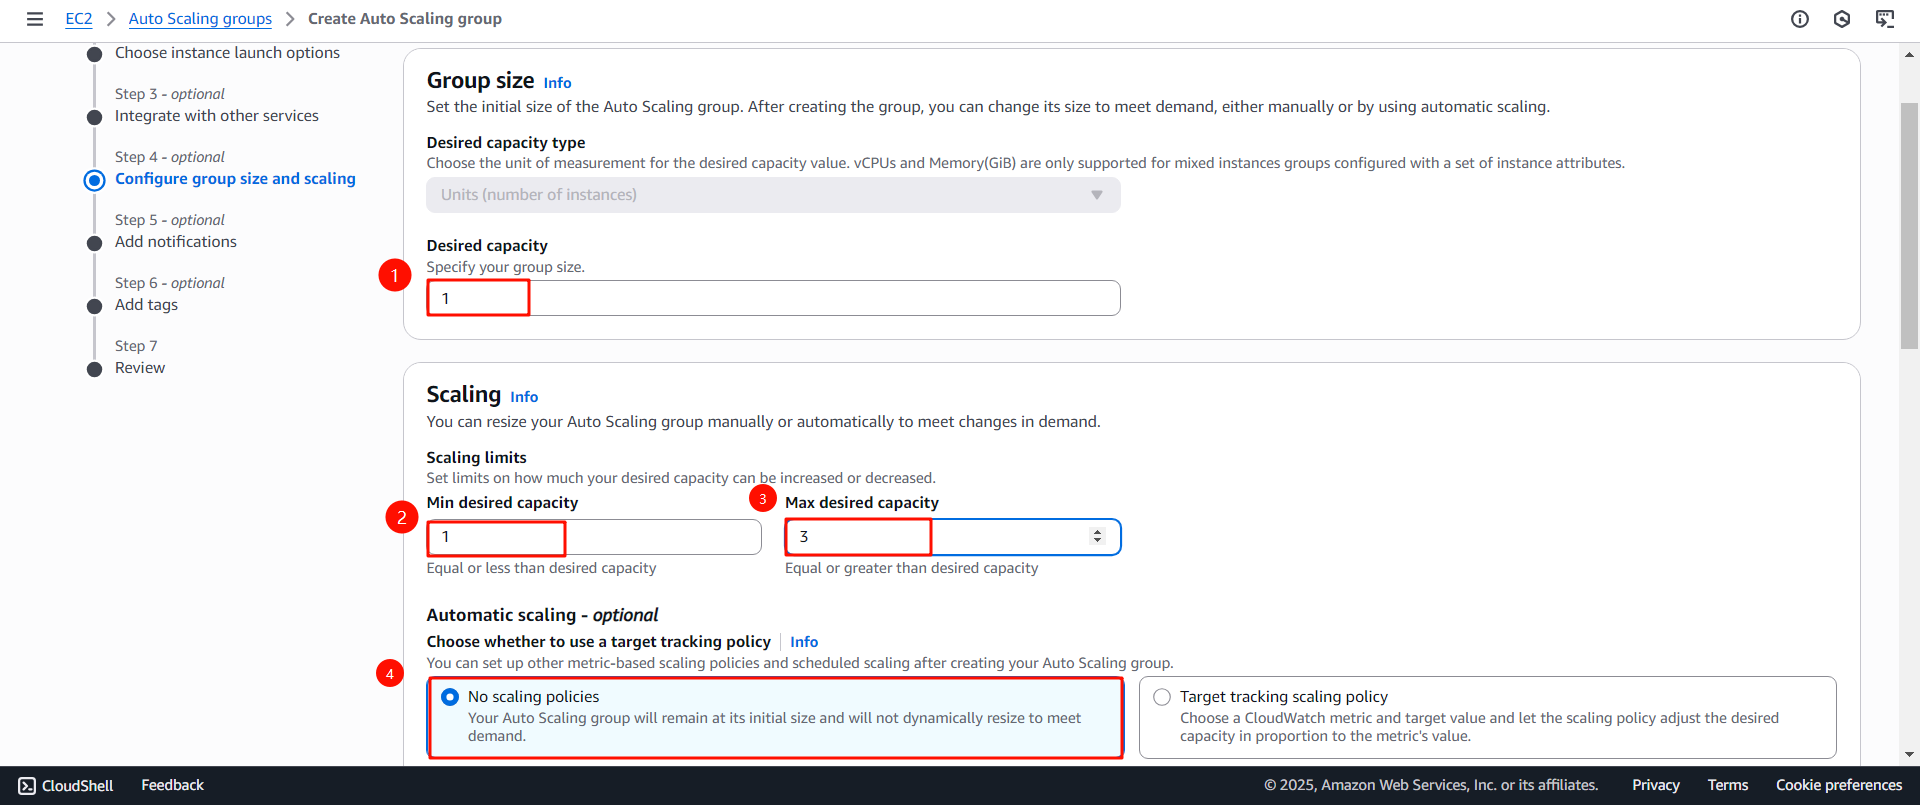 EC2 > Auto Scaling groups > Create Auto Scaling group
Choose instance launch options
Step 3 - optional
Integrate with other services
Step 4 - optional
Configure group size and scaling
Step 5 - optional
Add notifications
Step 6 - optional
Add tags
Step 7
Review
Group size Info
Set the initial size of the Auto Scaling group. After creating the group, you can change its size to meet demand, either manually or by using automatic scaling.
Desired capacity type
Choose the unit of measurement for the desired capacity value. vCPUs and Memory(GiB) are only supported for mixed instances groups configured with a set of instance attributes.
Units (number of instances)
Desired capacity
Specify your group size.
1
1
Scaling Info
You can resize your Auto Scaling group manually or automatically to meet changes in demand.
Scaling limits
Set limits on how much your desired capacity can be increased or decreased.
2 Min desired capacity
1
Equal or less than desired capacity
3 Max desired capacity
3
Equal or greater than desired capacity
Automatic scaling - optional
Choose whether to use a target tracking policy Info
You can set up other metric-based scaling policies and scheduled scaling after creating your Auto Scaling group.
4
No scaling policies
Your Auto Scaling group will remain at its initial size and will not dynamically resize to meet
demand.
Target tracking scaling policy
Choose a CloudWatch metric and target value and let the scaling policy adjust the desired
capacity in proportion to the metric's value.
CloudShell Feedback © 2025, Amazon Web Services, Inc. or its affiliates. Privacy Terms Cookie preferences